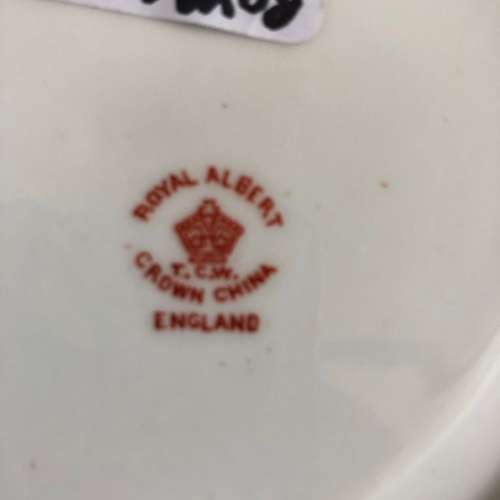 ROYAL ALBERT
T.C.W.
CROWN CHINA
ENGLAND